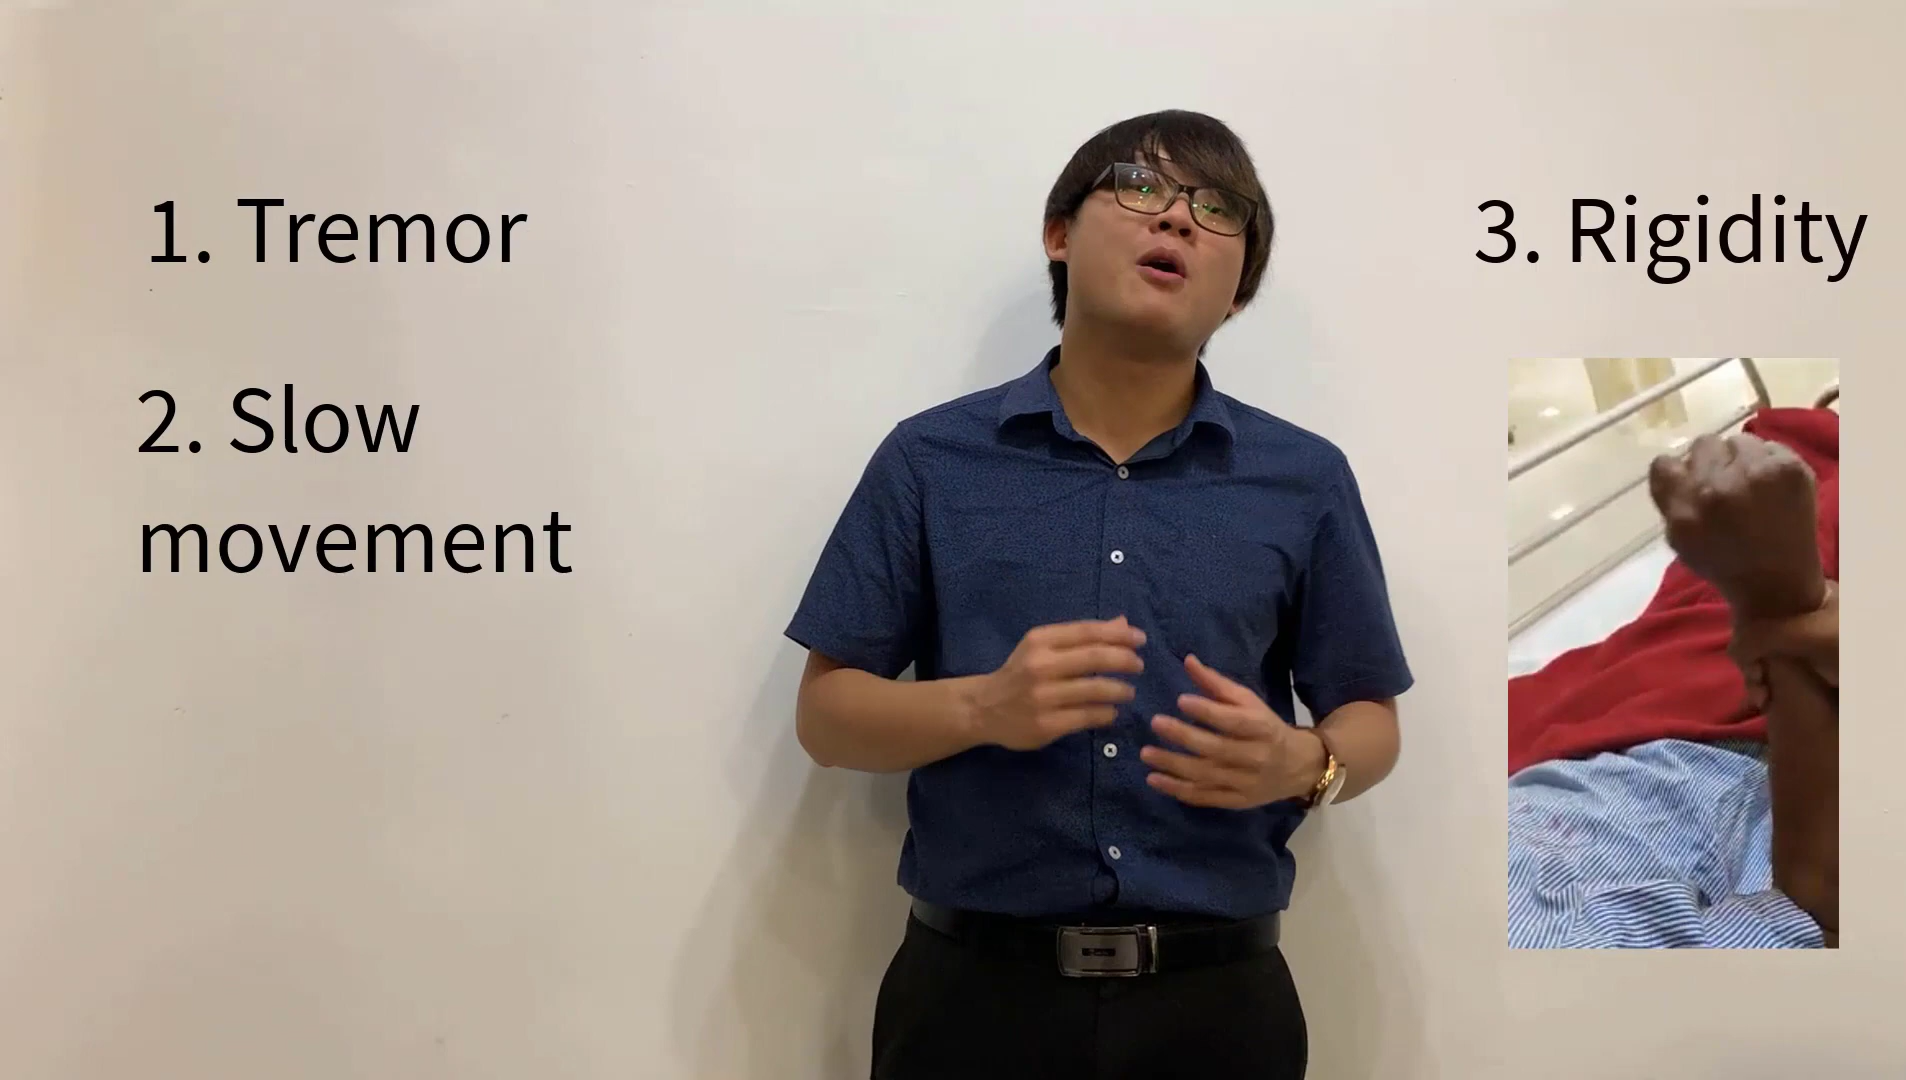 1. Tremor
2. Slow
movement
3. Rigidity